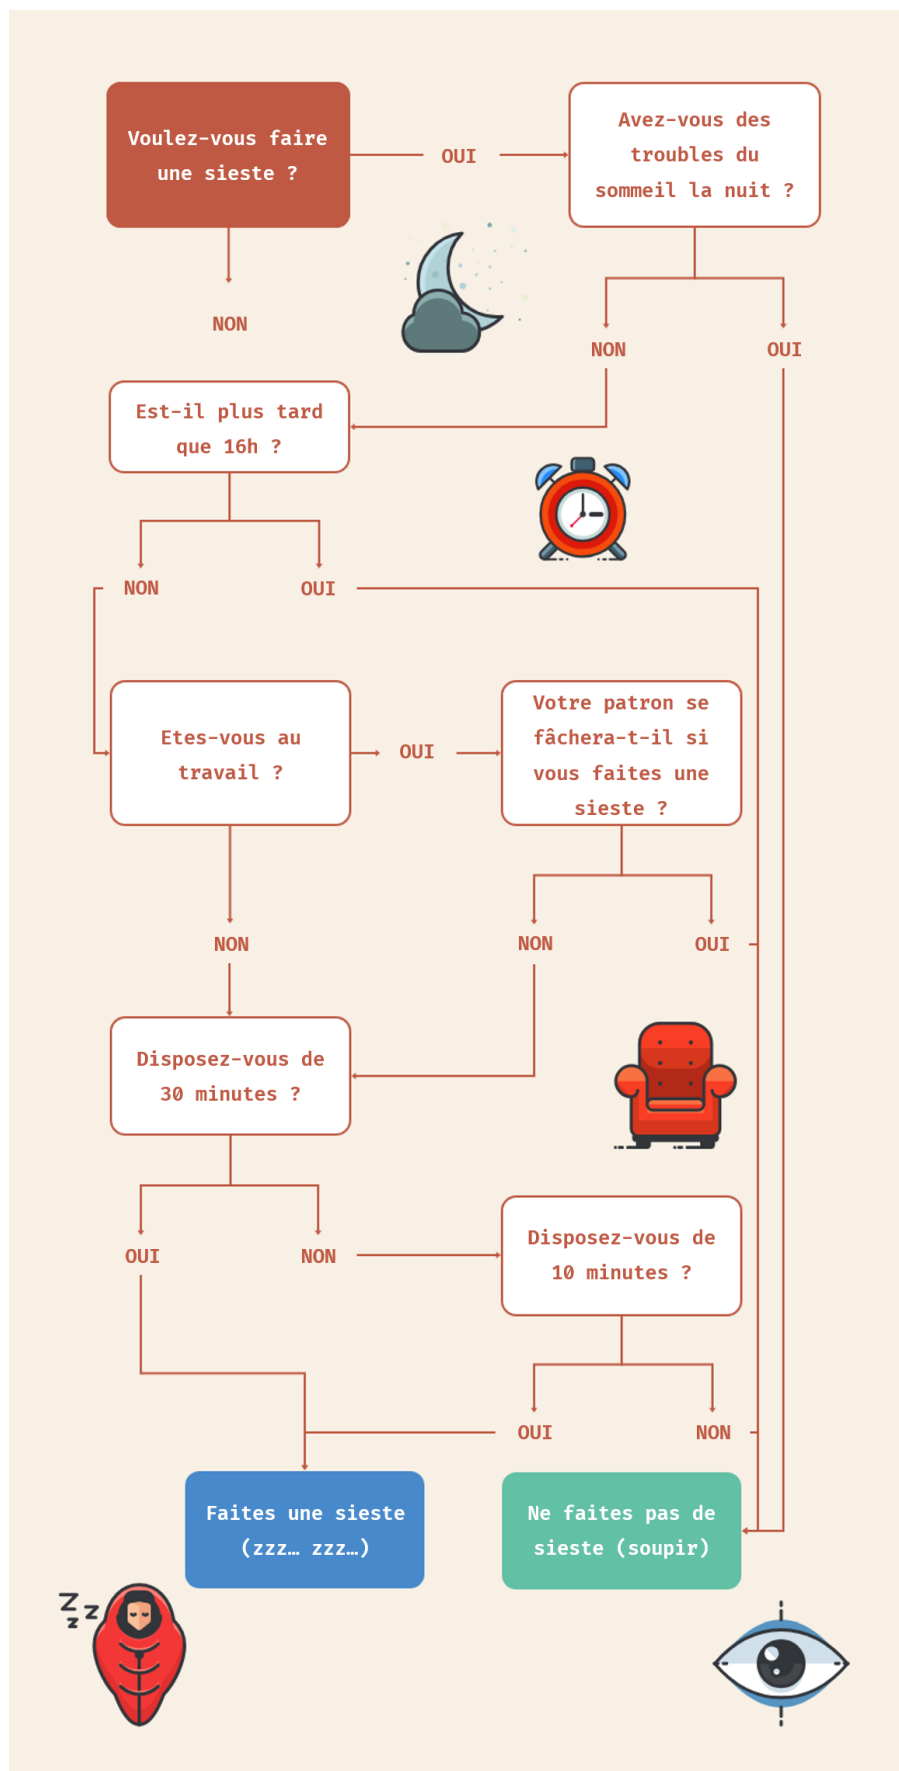 Voulez-vous faire
une sieste ?
OUI
Avez-vous des
troubles du
sommeil la nuit ?
NON
NON
OUI
Est-il plus tard
que 16h ?
NON
OUI
Etes-vous au
travail ?
OUI
Votre patron se
fâchera-t-il si
vous faites une
sieste ?
NON
NON
OUI
Disposez-vous de
30 minutes ?
OUI
NON
Disposez-vous de
10 minutes ?
OUI
NON
Faites une sieste
(zzz… zzz…)
Ne faites pas de
sieste (soupir)
Z z z